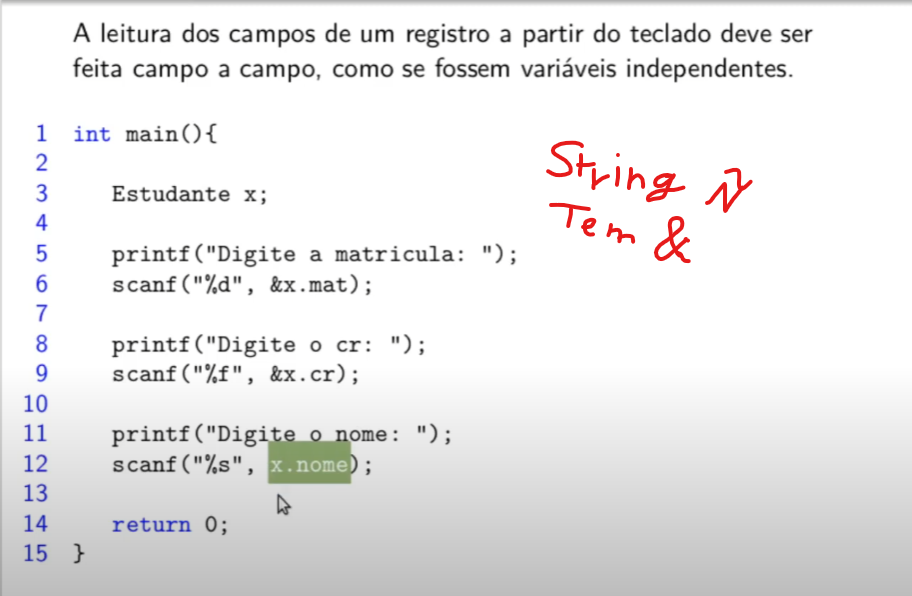 A leitura dos campos de um registro a partir do teclado deve ser
feita campo a campo, como se fossem variáveis independentes.
1 int main(){
2
3 Estudante x;
4
5 printf("Digite a matricula: ");
6 scanf("%d", &x.mat);
7
8 printf("Digite o cr: ");
9 scanf("%f", &x.cr);
10
11 printf("Digite o nome: ");
12 scanf("%s", x.nome);
13
14 return 0;
15 }
String ñ
Tem &